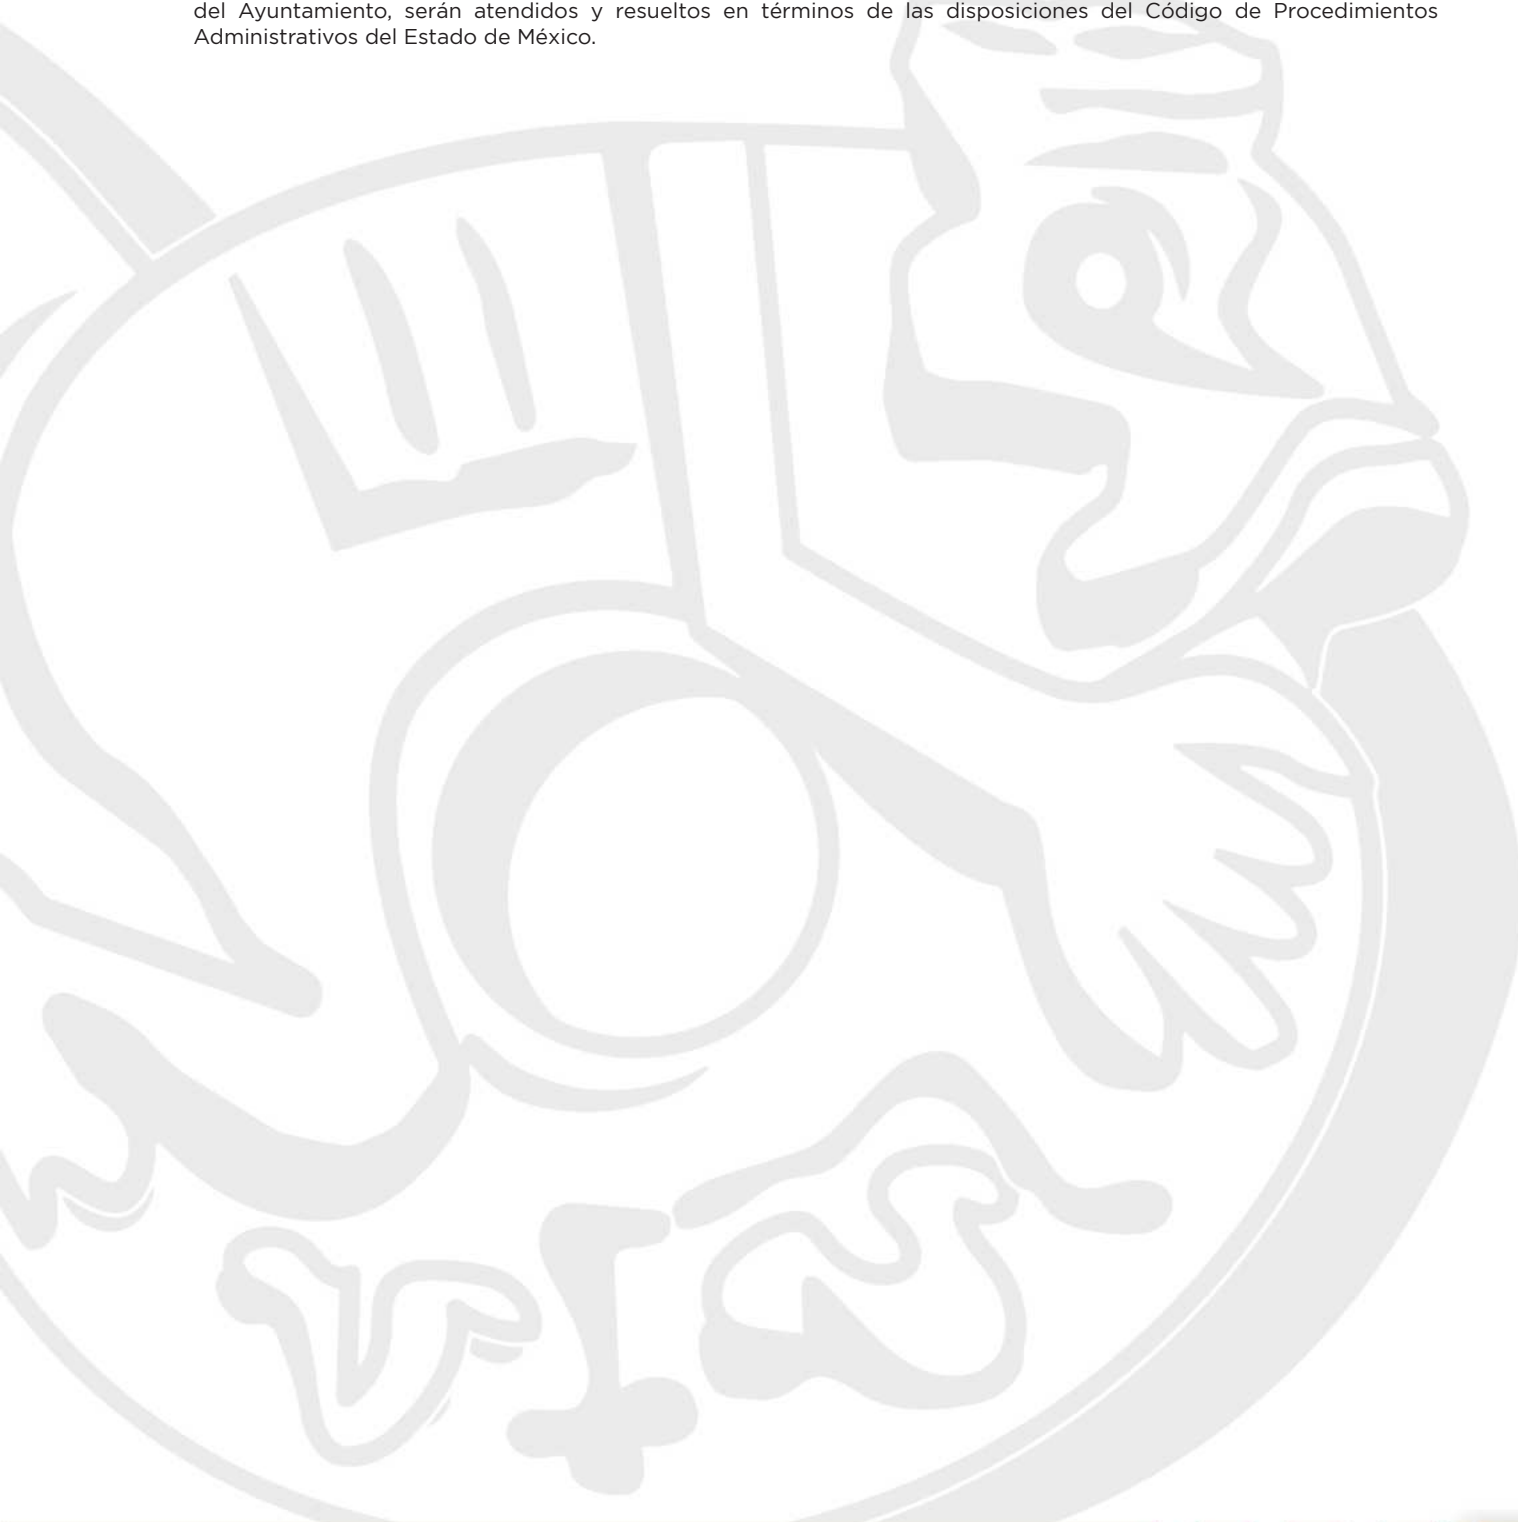 del Ayuntamiento, serán atendidos y resueltos en términos de las disposiciones del Código de Procedimientos
Administrativos del Estado de México.